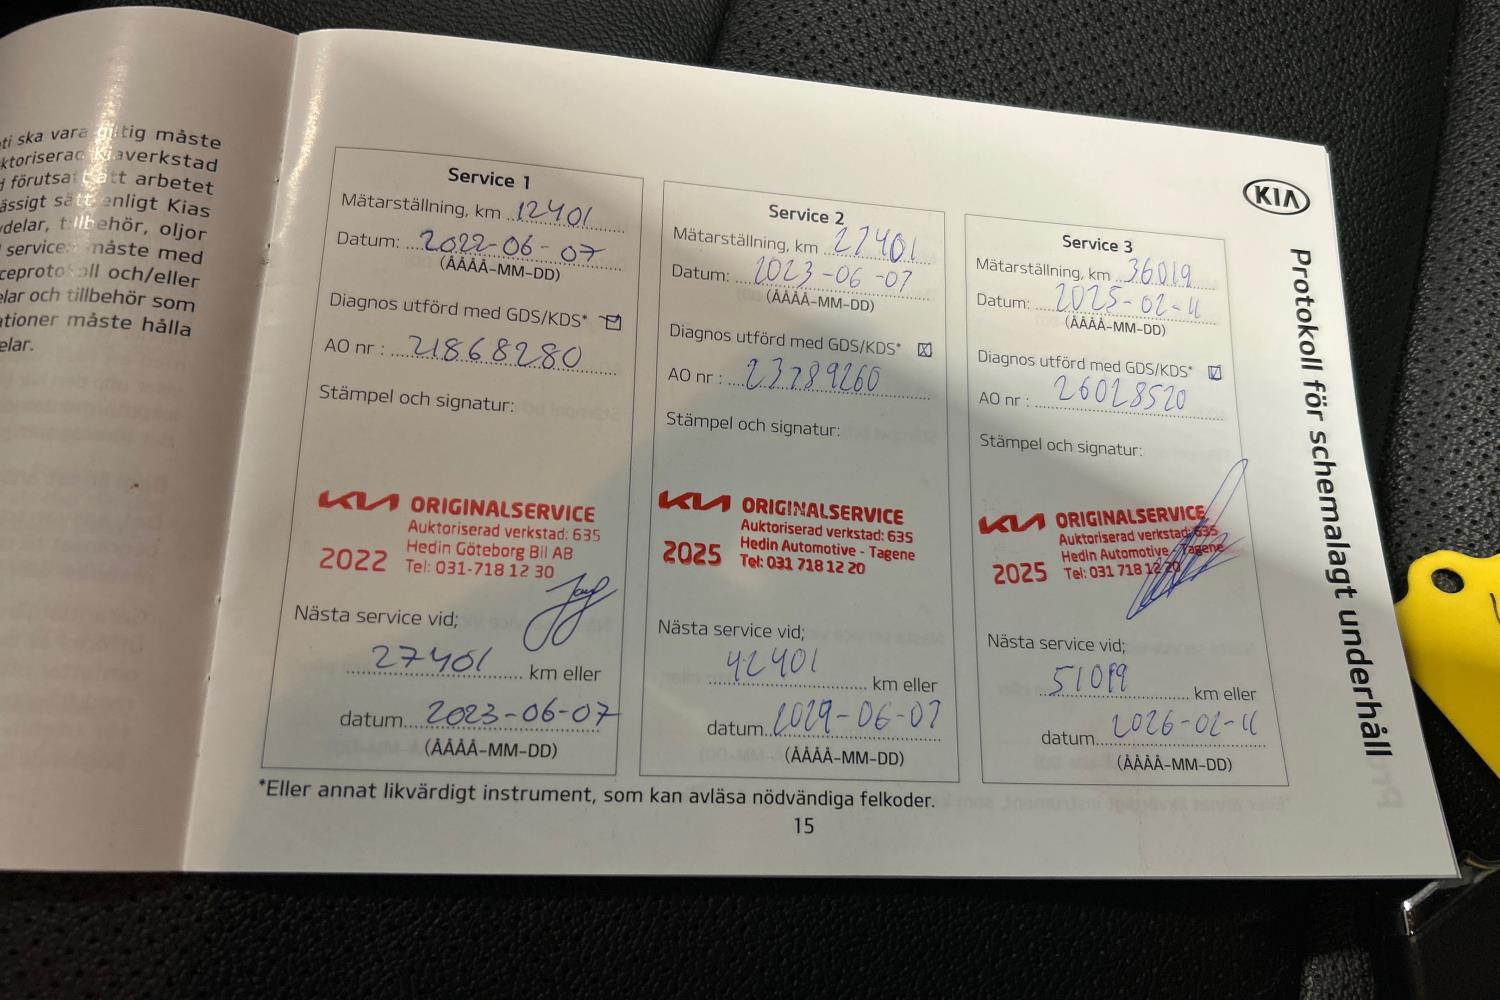 ti ska vara giltig måste
ktoriserad Kiaverkstad
d förutsatt att arbetet
ässigt sätt enligt Kias
vdelar, tillbehör, oljor
service: måste med
ceprotokoll och/eller
elar och tillbehör som
ationer måste hålla
elar.
KIA
Protokoll för schemalagt underhåll
Service 1
Mätarställning, km 12401
Datum: 2022-06-07
(ÅÅÅÅ-MM-DD)
Diagnos utförd med GDS/KDS*
AO nr : 21868280
Stämpel och signatur:
KIA ORIGINALSERVICE
Auktoriserad verkstad: 635
Hedin Göteborg Bil AB
2022 Tel: 031-718 12 30
Nästa service vid;
27401 km eller
datum 2023-06-07
(ÅÅÅÅ-MM-DD)
Service 2
Mätarställning, km 27401
Datum: 2023-06-07
(ÅÅÅÅ-MM-DD)
Diagnos utförd med GDS/KDS*
AO nr : 23789260
Stämpel och signatur:
KIA ORIGINALSERVICE
Auktoriserad verkstad: 635
Hedin Automotive - Tagene
2025 Tel: 031 718 12 20
Nästa service vid;
42401 km eller
datum 2024-06-07
(ÅÅÅÅ-MM-DD)
Service 3
Mätarställning, km 36019
Datum: 2025-02-11
(ÅÅÅÅ-MM-DD)
Diagnos utförd med GDS/KDS*
AO nr : 26028520
Stämpel och signatur:
KIA ORIGINALSERVICE
Auktoriserad verkstad: 635
Hedin Automotive - Tagene
2025 Tel: 031 718 12 20
Nästa service vid;
51019 km eller
datum 2026-02-11
(ÅÅÅÅ-MM-DD)
*Eller annat likvärdigt instrument, som kan avläsa nödvändiga felkoder.
15